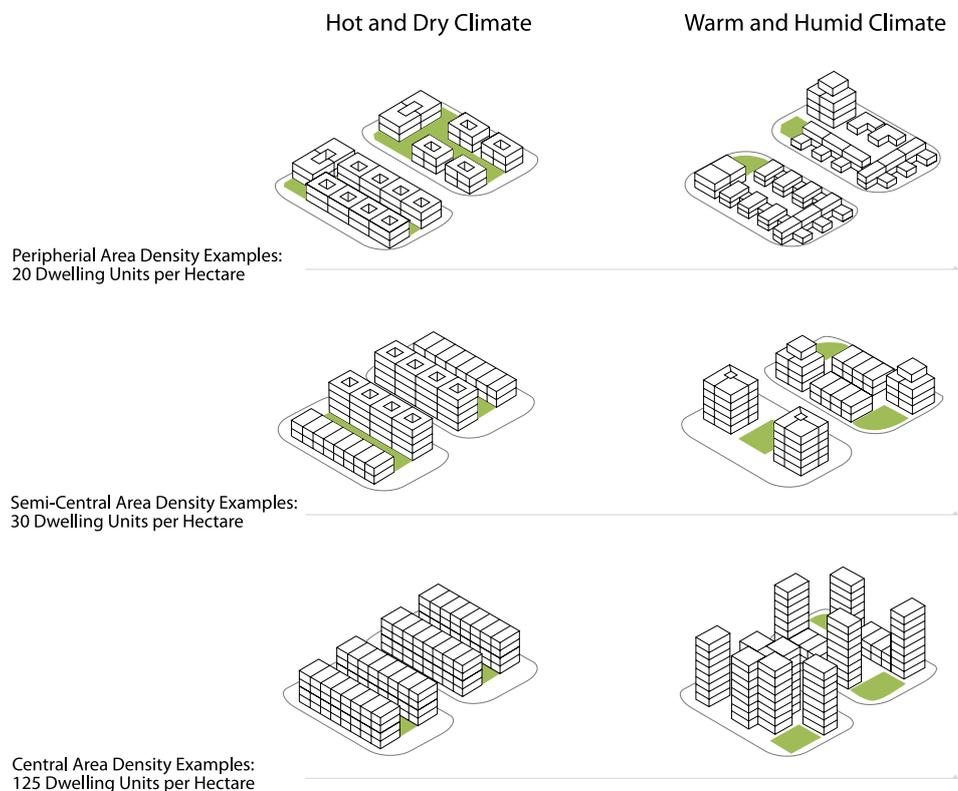 Hot and Dry Climate
Warm and Humid Climate
Peripherial Area Density Examples:
20 Dwelling Units per Hectare
Semi-Central Area Density Examples:
30 Dwelling Units per Hectare
Central Area Density Examples:
125 Dwelling Units per Hectare